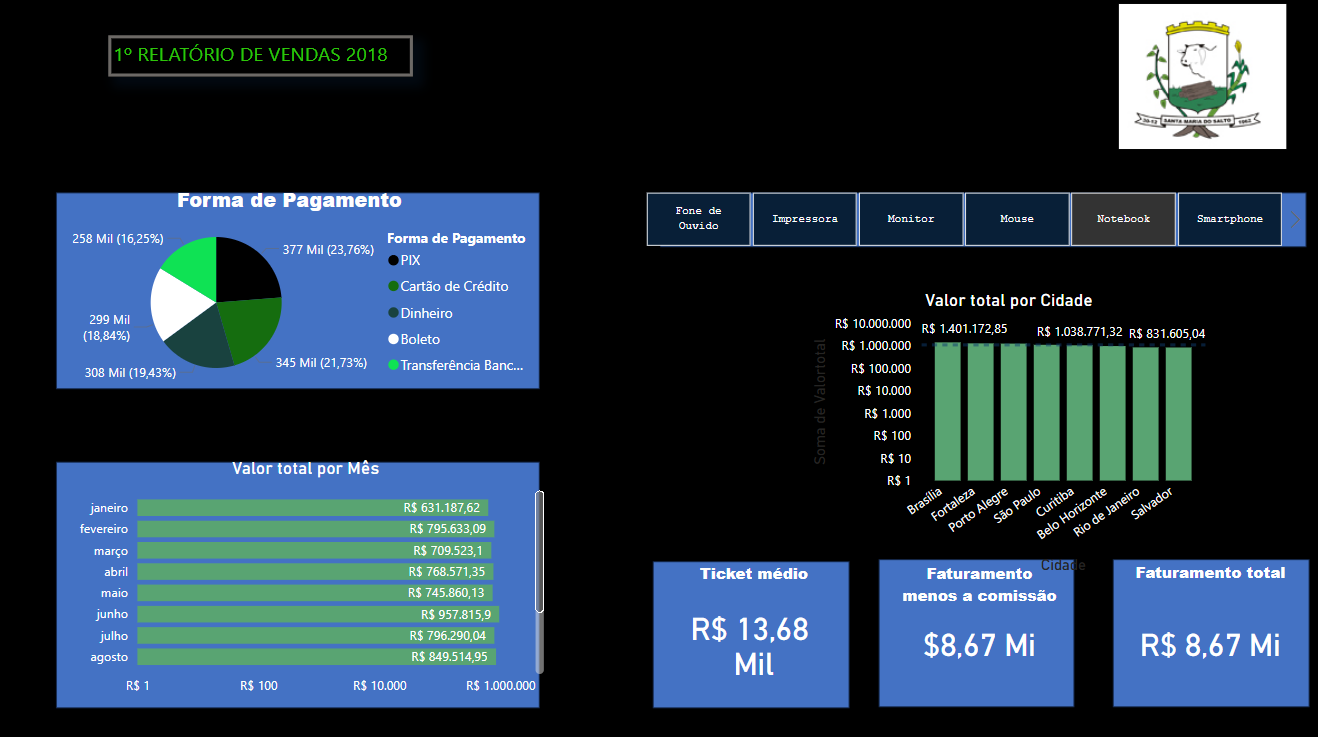 1º RELATÓRIO DE VENDAS 2018
20-12 SANTA MARIA DO SALTO 1962
Forma de Pagamento
258 Mil (16,25%)
377 Mil (23,76%)
299 Mil
(18,84%)
308 Mil (19,43%)
345 Mil (21,73%)
Forma de Pagamento
PIX
Cartão de Crédito
Dinheiro
Boleto
Transferência Banc...
Fone de
Ouvido
Impressora
Monitor
Mouse
Notebook
Smartphone
Valor total por Cidade
Soma de Valortotal
R$ 10.000.000
R$ 1.000.000
R$ 100.000
R$ 10.000
R$ 1.000
R$ 100
R$ 10
R$ 1
R$ 1.401.172,85
R$ 1.038.771,32
R$ 831.605,04
Brasília
Fortaleza
Porto Alegre
São Paulo
Curitiba
Belo Horizonte
Rio de Janeiro
Salvador
Cidade
Valor total por Mês
janeiro R$ 631.187,62
fevereiro R$ 795.633,09
março R$ 709.523,1
abril R$ 768.571,35
maio R$ 745.860,13
junho R$ 957.815,9
julho R$ 796.290,04
agosto R$ 849.514,95
R$ 1 R$ 100 R$ 10.000 R$ 1.000.000
Ticket médio
R$ 13,68
Mil
Faturamento
menos a comissão
$8,67 Mi
Faturamento total
R$ 8,67 Mi